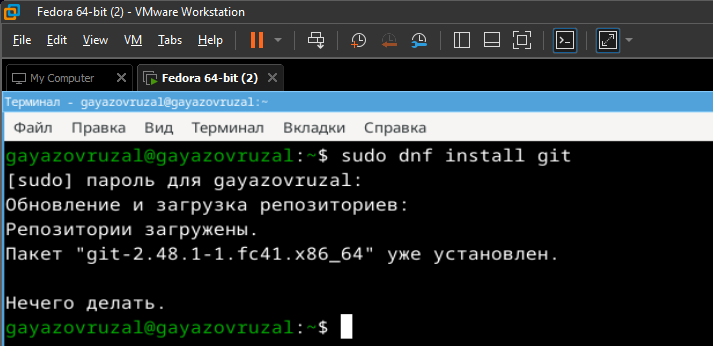 Fedora 64-bit (2) - VMware Workstation
File Edit View VM Tabs Help
My Computer Fedora 64-bit (2)
Терминал - gayazovruzal@gayazovruzal:~
Файл Правка Вид Терминал Вкладки Справка
gayazovruzal@gayazovruzal:~$ sudo dnf install git
[sudo] пароль для gayazovruzal:
Обновление и загрузка репозиториев:
Репозитории загружены.
Пакет "git-2.48.1-1.fc41.x86_64" уже установлен.
Нечего делать.
gayazovruzal@gayazovruzal:~$